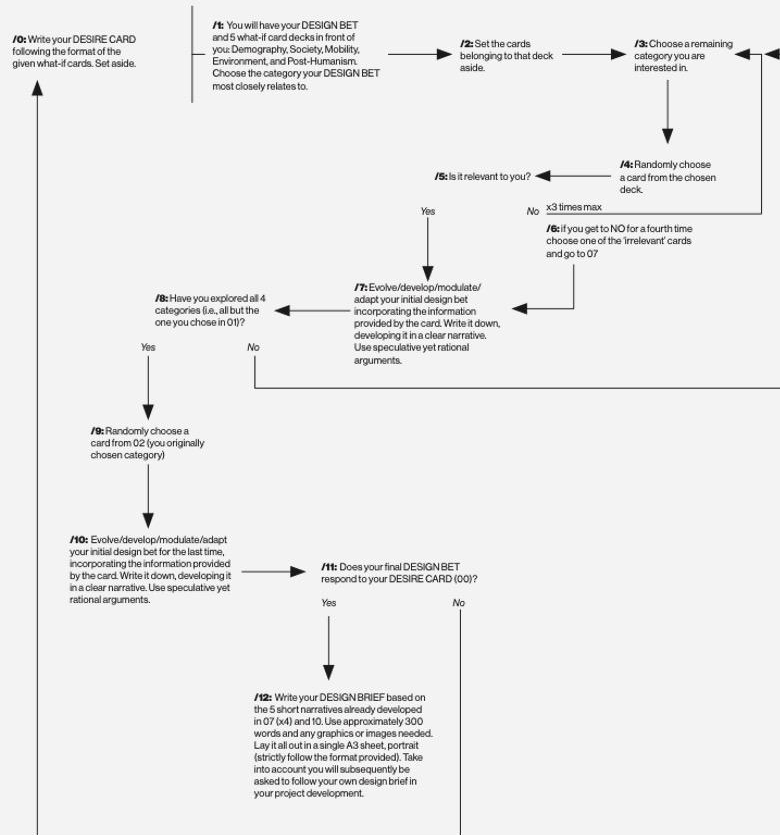 /0: Write your DESIRE CARD
following the format of the
given what-if cards. Set aside.
/1: You will have your DESIGN BET
and 5 what-if card decks in front of
you: Demography, Society, Mobility,
Environment, and Post-Humanism.
Choose the category your DESIGN BET
most closely relates to.
/2: Set the cards
belonging to that deck
aside.
/3: Choose a remaining
category you are
interested in.
/4: Randomly choose
a card from the chosen
deck.
/5: Is it relevant to you?
Yes
No
x3 times max
/6: if you get to NO for a fourth time
choose one of the 'irrelevant' cards
and go to 07
/7: Evolve/develop/modulate/
adapt your initial design bet
incorporating the information
provided by the card. Write it down,
developing it in a clear narrative.
Use speculative yet rational
arguments.
/8: Have you explored all 4
categories (i.e., all but the
one you chose in 01)?
Yes
No
/9: Randomly choose a
card from 02 (you originally
chosen category)
/10: Evolve/develop/modulate/adapt
your initial design bet for the last time,
incorporating the information provided
by the card. Write it down, developing it
in a clear narrative. Use speculative yet
rational arguments.
/11: Does your final DESIGN BET
respond to your DESIRE CARD (00)?
Yes
No
/12: Write your DESIGN BRIEF based on
the 5 short narratives already developed
in 07 (x4) and 10. Use approximately 300
words and any graphics or images needed.
Lay it all out in a single A3 sheet, portrait
(strictly follow the format provided). Take
into account you will subsequently be
asked to follow your own design brief in
your project development.